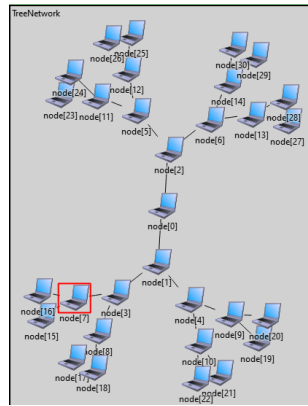 TreeNetwork
node[26]
node[25]
node[30]
node[29]
node[24]
node[12]
node[14]
node[23]
node[11]
node[28]
node[5]
node[6]
node[13]
node[27]
node[2]
node[0]
node[1]
node[16]
node[7]
node[3]
node[15]
node[4]
node[9]
node[8]
node[20]
node[10]
node[19]
node[17]
node[18]
node[21]
node[22]